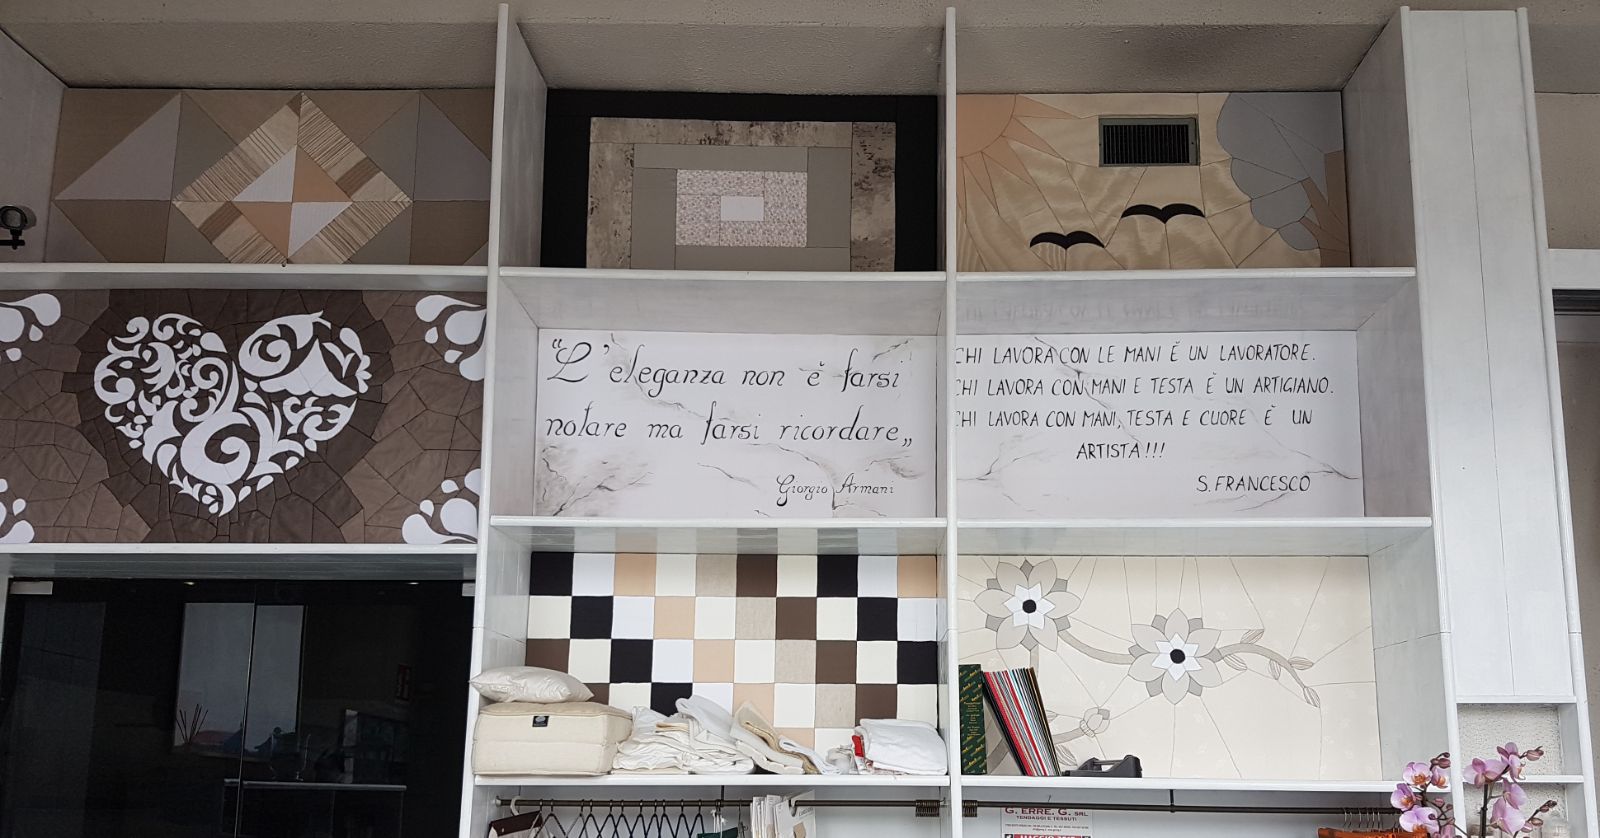 “L’eleganza non è farsi
notare ma farsi ricordare„
Giorgio Armani
CHI LAVORA CON LE MANI È UN LAVORATORE.
CHI LAVORA CON MANI E TESTA È UN ARTIGIANO.
CHI LAVORA CON MANI, TESTA E CUORE È UN
ARTISTA!!!
S. FRANCESCO
G. ERRE. G. SRL
TENDAGGI E TESSUTI